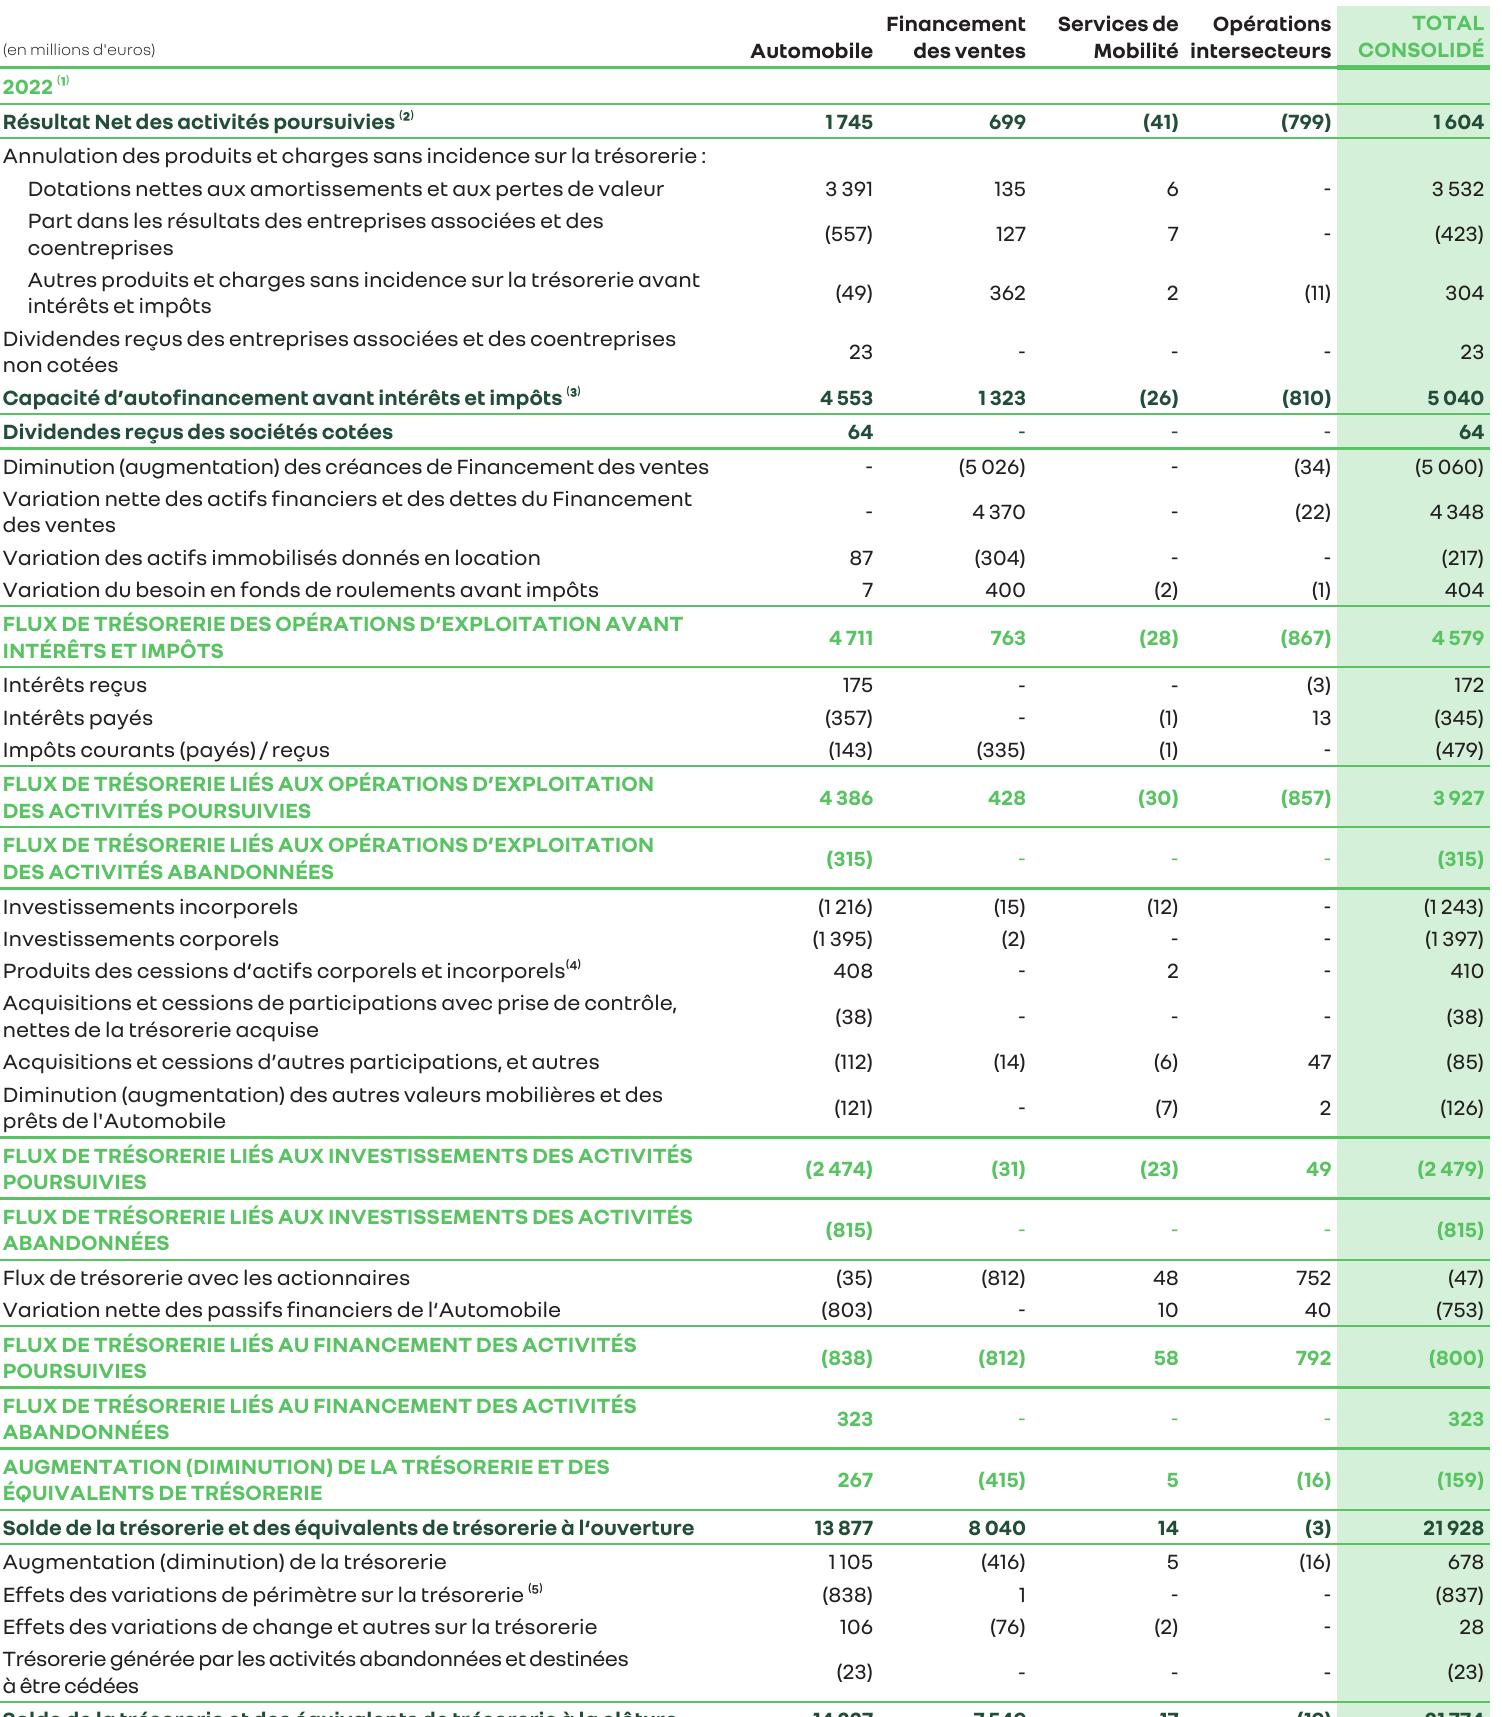 (en millions d'euros) Automobile Financement des ventes Services de Mobilité Opérations intersecteurs TOTAL CONSOLIDÉ
2022 (1)
Résultat Net des activités poursuivies (2) 1 745 699 (41) (799) 1 604
Annulation des produits et charges sans incidence sur la trésorerie :
Dotations nettes aux amortissements et aux pertes de valeur 3 391 135 6 - 3 532
Part dans les résultats des entreprises associées et des
coentreprises (557) 127 7 - (423)
Autres produits et charges sans incidence sur la trésorerie avant
intérêts et impôts (49) 362 2 (11) 304
Dividendes reçus des entreprises associées et des coentreprises
non cotées 23 - - - 23
Capacité d’autofinancement avant intérêts et impôts (3) 4 553 1 323 (26) (810) 5 040
Dividendes reçus des sociétés cotées 64 - - - 64
Diminution (augmentation) des créances de Financement des ventes - (5 026) - (34) (5 060)
Variation nette des actifs financiers et des dettes du Financement
des ventes - 4 370 - (22) 4 348
Variation des actifs immobilisés donnés en location 87 (304) - - (217)
Variation du besoin en fonds de roulements avant impôts 7 400 (2) (1) 404
FLUX DE TRÉSORERIE DES OPÉRATIONS D’EXPLOITATION AVANT
INTÉRÊTS ET IMPÔTS 4 711 763 (28) (867) 4 579
Intérêts reçus 175 - - (3) 172
Intérêts payés (357) - (1) 13 (345)
Impôts courants (payés) / reçus (143) (335) (1) - (479)
FLUX DE TRÉSORERIE LIÉS AUX OPÉRATIONS D’EXPLOITATION
DES ACTIVITÉS POURSUIVIES 4 386 428 (30) (857) 3 927
FLUX DE TRÉSORERIE LIÉS AUX OPÉRATIONS D’EXPLOITATION
DES ACTIVITÉS ABANDONNÉES (315) - - - (315)
Investissements incorporels (1 216) (15) (12) - (1 243)
Investissements corporels (1 395) (2) - - (1 397)
Produits des cessions d’actifs corporels et incorporels(4) 408 - 2 - 410
Acquisitions et cessions de participations avec prise de contrôle,
nettes de la trésorerie acquise (38) - - - (38)
Acquisitions et cessions d’autres participations, et autres (112) (14) (6) 47 (85)
Diminution (augmentation) des autres valeurs mobilières et des
prêts de l'Automobile (121) - (7) 2 (126)
FLUX DE TRÉSORERIE LIÉS AUX INVESTISSEMENTS DES ACTIVITÉS
POURSUIVIES (2 474) (31) (23) 49 (2 479)
FLUX DE TRÉSORERIE LIÉS AUX INVESTISSEMENTS DES ACTIVITÉS
ABANDONNÉES (815) - - - (815)
Flux de trésorerie avec les actionnaires (35) (812) 48 752 (47)
Variation nette des passifs financiers de l’Automobile (803) - 10 40 (753)
FLUX DE TRÉSORERIE LIÉS AU FINANCEMENT DES ACTIVITÉS
POURSUIVIES (838) (812) 58 792 (800)
FLUX DE TRÉSORERIE LIÉS AU FINANCEMENT DES ACTIVITÉS
ABANDONNÉES 323 - - - 323
AUGMENTATION (DIMINUTION) DE LA TRÉSORERIE ET DES
ÉQUIVALENTS DE TRÉSORERIE 267 (415) 5 (16) (159)
Solde de la trésorerie et des équivalents de trésorerie à l’ouverture 13 877 8 040 14 (3) 21 928
Augmentation (diminution) de la trésorerie 1 105 (416) 5 (16) 678
Effets des variations de périmètre sur la trésorerie (5) (838) 1 - - (837)
Effets des variations de change et autres sur la trésorerie 106 (76) (2) - 28
Trésorerie générée par les activités abandonnées et destinées
à être cédées (23) - - - (23)